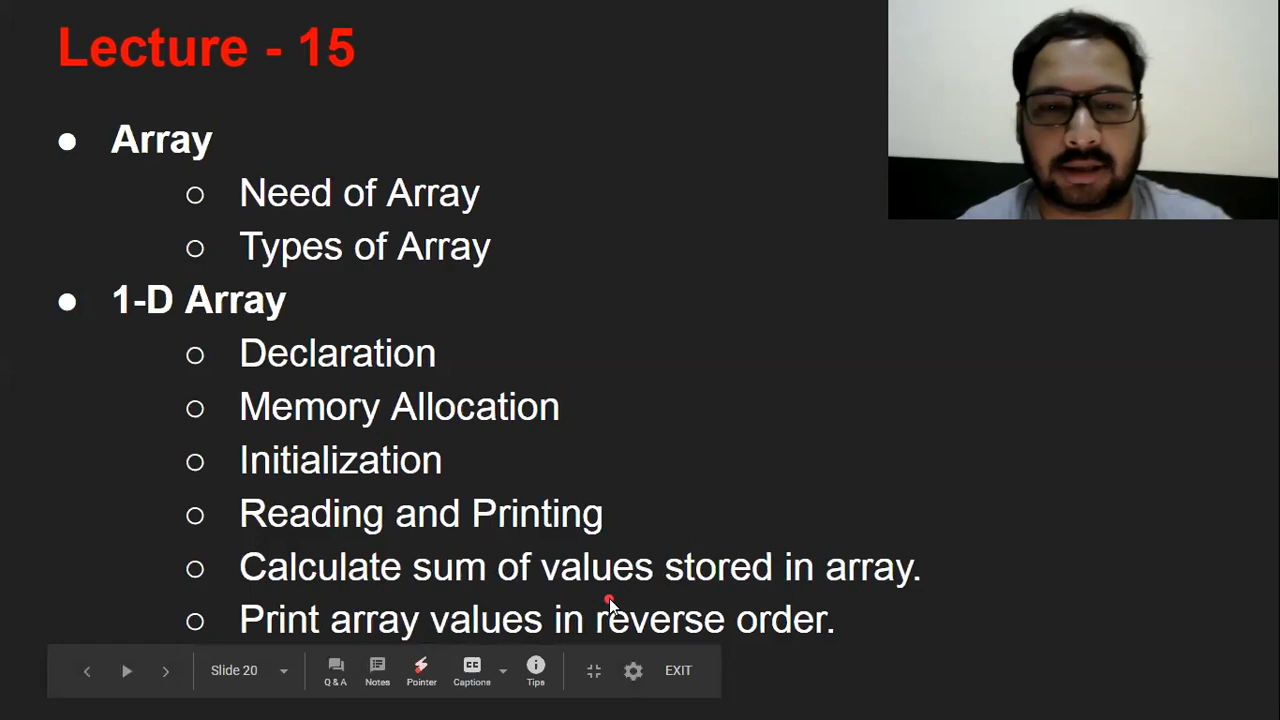 Lecture - 15
● Array
○ Need of Array
○ Types of Array
● 1-D Array
○ Declaration
○ Memory Allocation
○ Initialization
○ Reading and Printing
○ Calculate sum of values stored in array.
○ Print array values in reverse order.
Slide 20
Q & A Notes Pointer Captions Tips EXIT